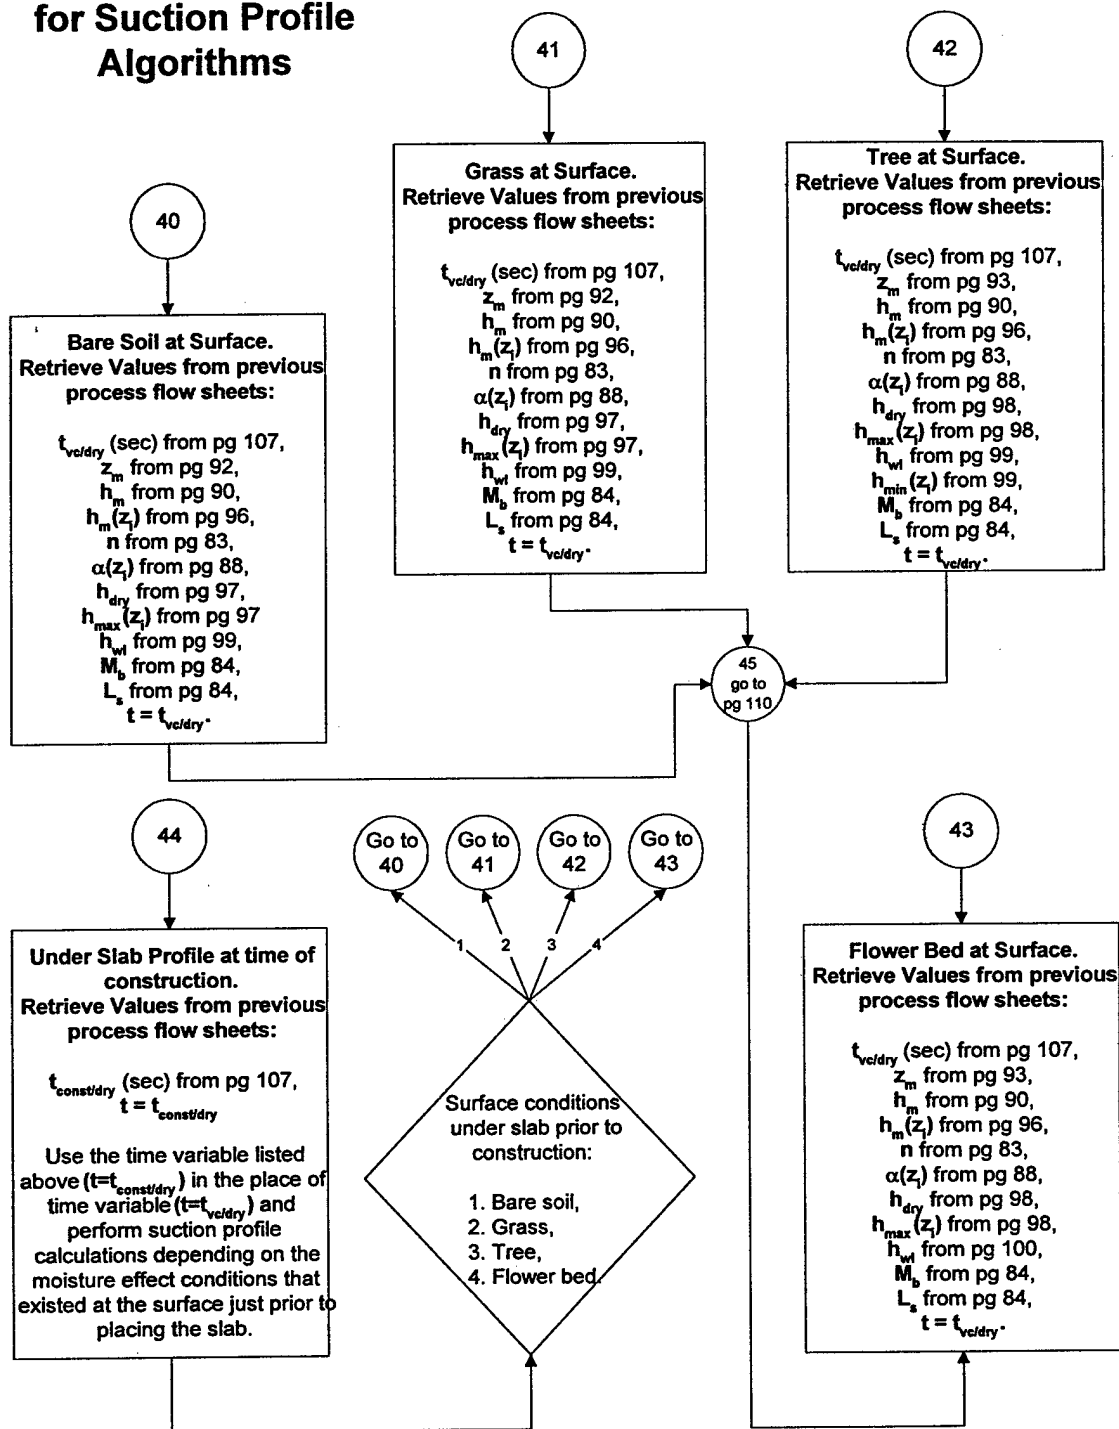 for Suction Profile
Algorithms
41
42
40
Grass at Surface.
Retrieve Values from previous
process flow sheets:
t_vc/dry (sec) from pg 107,
z_m from pg 92,
h_m from pg 90,
h_m(z_i) from pg 96,
n from pg 83,
α(z_i) from pg 88,
h_dry from pg 97,
h_max(z_i) from pg 97,
h_wl from pg 99,
M_b from pg 84,
L_s from pg 84,
t = t_vc/dry.
Tree at Surface.
Retrieve Values from previous
process flow sheets:
t_vc/dry (sec) from pg 107,
z_m from pg 93,
h_m from pg 90,
h_m(z_i) from pg 96,
n from pg 83,
α(z_i) from pg 88,
h_dry from pg 98,
h_max(z_i) from pg 98,
h_wl from pg 99,
h_min(z_i) from 99,
M_b from pg 84,
L_s from pg 84,
t = t_vc/dry.
Bare Soil at Surface.
Retrieve Values from previous
process flow sheets:
t_vc/dry (sec) from pg 107,
z_m from pg 92,
h_m from pg 90,
h_m(z_i) from pg 96,
n from pg 83,
α(z_i) from pg 88,
h_dry from pg 97,
h_max(z_i) from pg 97
h_wl from pg 99,
M_b from pg 84,
L_s from pg 84,
t = t_vc/dry.
45
go to
pg 110
44
Go to
40
Go to
41
Go to
42
Go to
43
43
1
2
3
4
Under Slab Profile at time of
construction.
Retrieve Values from previous
process flow sheets:
t_const/dry (sec) from pg 107,
t = t_const/dry
Use the time variable listed
above (t=t_const/dry) in the place of
time variable (t=t_vc/dry) and
perform suction profile
calculations depending on the
moisture effect conditions that
existed at the surface just prior to
placing the slab.
Surface conditions
under slab prior to
construction:
1. Bare soil,
2. Grass,
3. Tree,
4. Flower bed.
Flower Bed at Surface.
Retrieve Values from previous
process flow sheets:
t_vc/dry (sec) from pg 107,
z_m from pg 93,
h_m from pg 90,
h_m(z_i) from pg 96,
n from pg 83,
α(z_i) from pg 88,
h_dry from pg 98,
h_max(z_i) from pg 98,
h_wl from pg 100,
M_b from pg 84,
L_s from pg 84,
t = t_vc/dry.